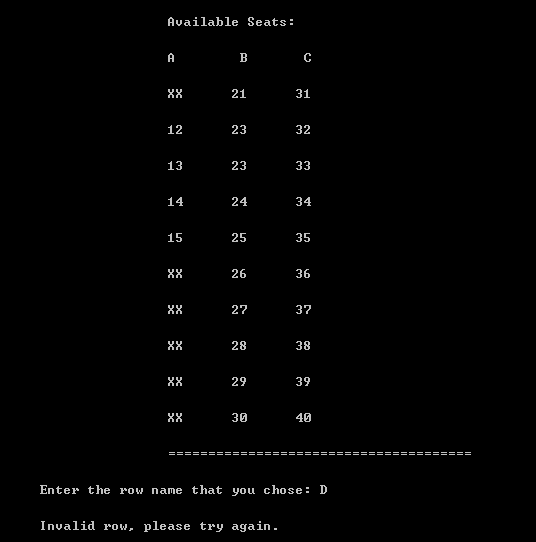 Available Seats:
A B C
XX 21 31
12 23 32
13 23 33
14 24 34
15 25 35
XX 26 36
XX 27 37
XX 28 38
XX 29 39
XX 30 40
======================================
Enter the row name that you chose: D
Invalid row, please try again.